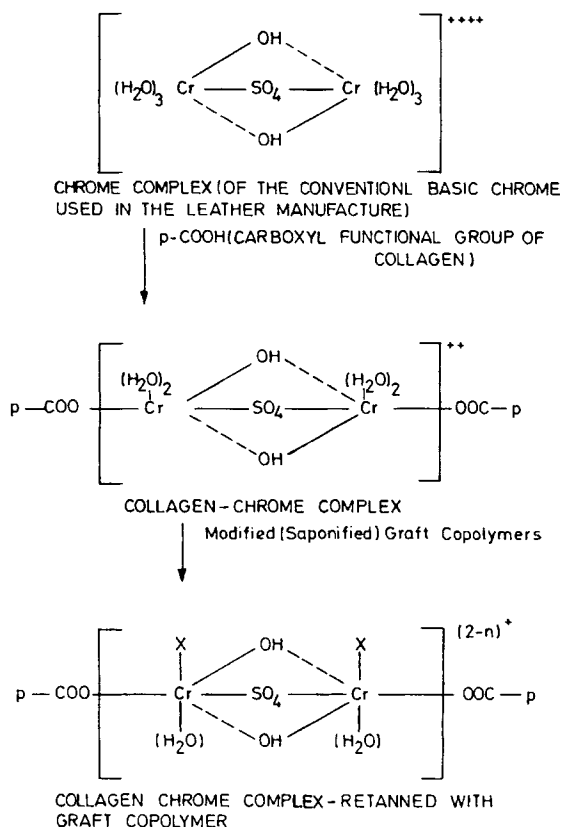 OH
++++
(H2O)3 Cr SO4 Cr (H2O)3
OH
CHROME COMPLEX (OF THE CONVENTIONL BASIC CHROME
USED IN THE LEATHER MANUFACTURE)
p-COOH(CARBOXYL FUNCTIONAL GROUP OF
COLLAGEN)
++
OH
(H2O)2 (H2O)2
p-COO Cr SO4 Cr OOC-p
OH
COLLAGEN-CHROME COMPLEX
Modified (Saponified) Graft Copolymers
(2-n)+
X OH X
p-COO Cr SO4 Cr OOC-p
(H2O) OH (H2O)
COLLAGEN CHROME COMPLEX-RETANNED WITH
GRAFT COPOLYMER